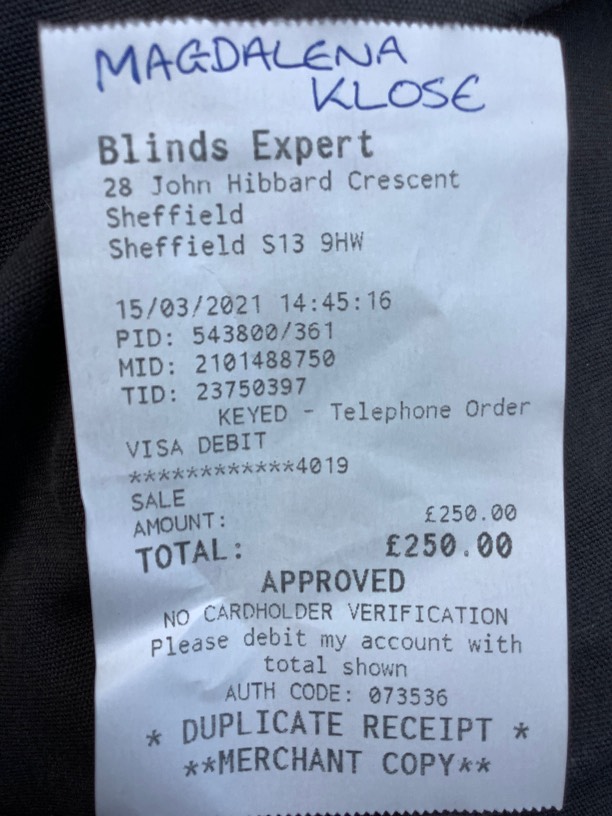 MAGDALENA
KLOSE
Blinds Expert
28 John Hibbard Crescent
Sheffield
Sheffield S13 9HW
15/03/2021 14:45:16
PID: 543800/361
MID: 2101488750
TID: 23750397
KEYED - Telephone Order
VISA DEBIT
************4019
SALE
AMOUNT: £250.00
TOTAL: £250.00
APPROVED
NO CARDHOLDER VERIFICATION
Please debit my account with
total shown
AUTH CODE: 073536
* DUPLICATE RECEIPT *
**MERCHANT COPY**